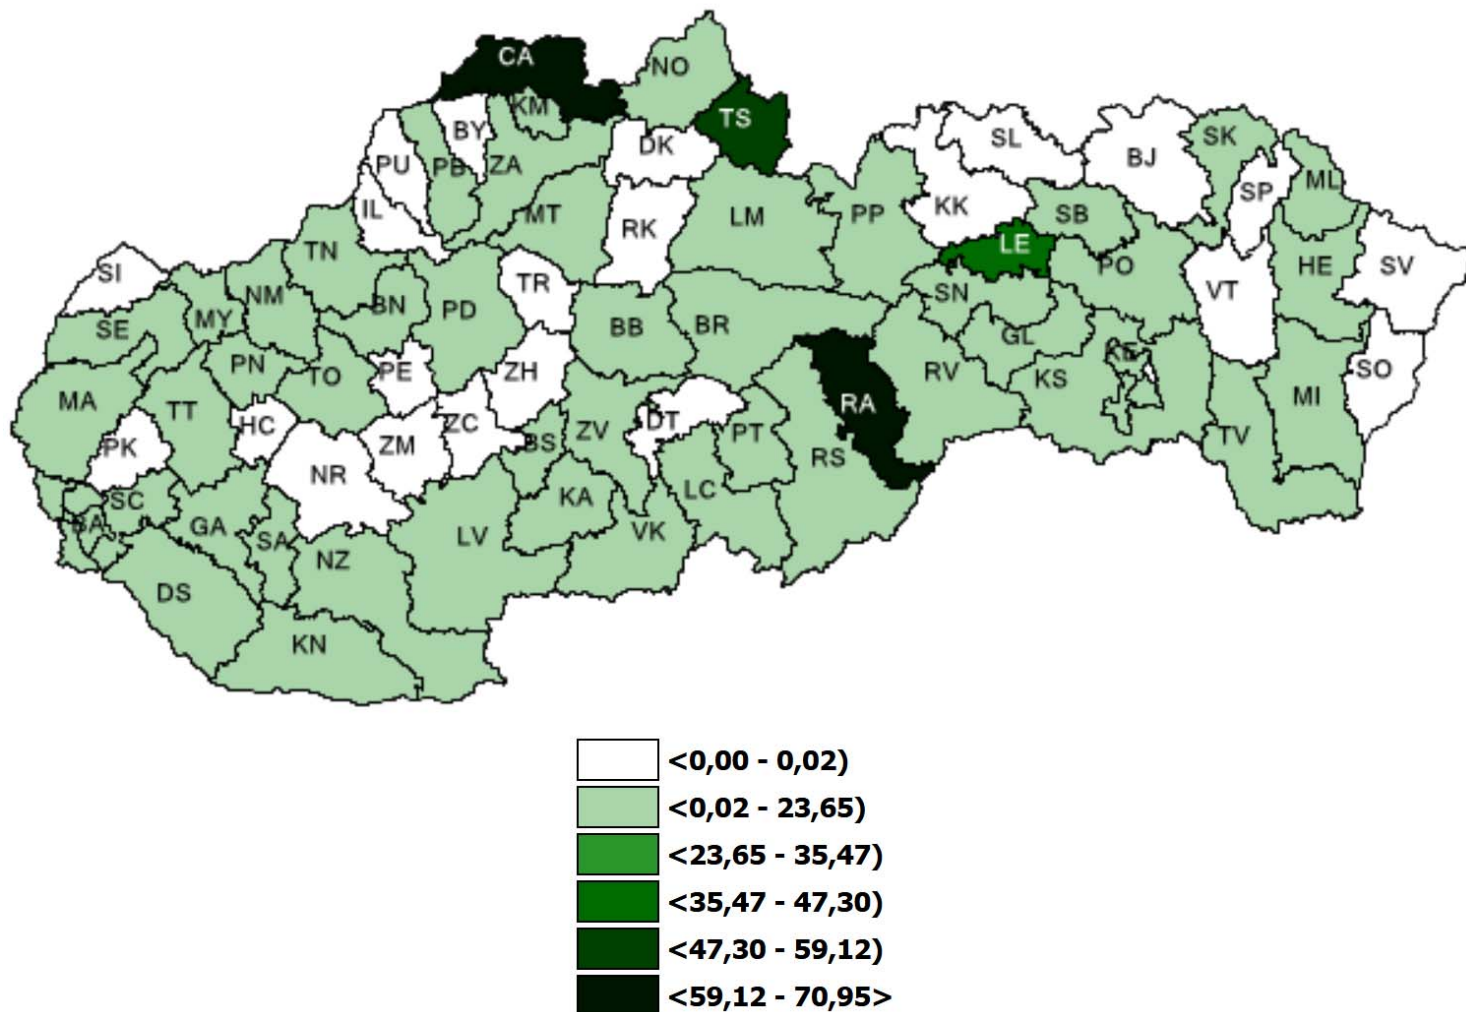 CA
NO
KM
TS
BY
DK
SL
SK
BJ
PU
PB
ZA
SP
ML
IL
MT
RK
LM
PP
KK
SB
LE
TN
SI
PO
HE
SV
VT
NM
BN
PD
TR
SN
SE
MY
BB
BR
GL
KE
PN
TO
PE
ZH
RV
KS
SO
MA
TT
HC
ZM
ZC
DT
RA
MI
PK
NR
BS
ZV
PT
TV
RS
SC
BA
GA
SA
KA
LC
VK
LV
NZ
DS
KN
<0,00 - 0,02)
<0,02 - 23,65)
<23,65 - 35,47)
<35,47 - 47,30)
<47,30 - 59,12)
<59,12 - 70,95>